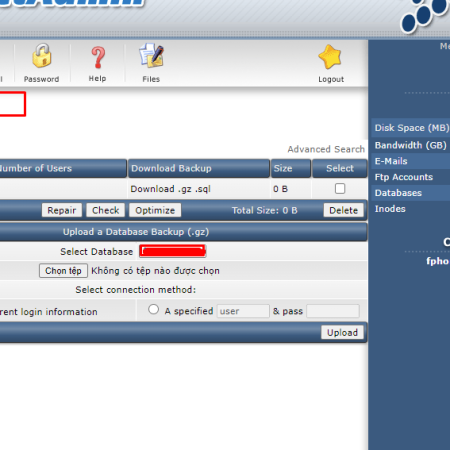 Password
Help
Files
Logout
Advanced Search
Number of Users Download Backup Size Select
Download .gz .sql 0 B
Repair Check Optimize Total Size: 0 B Delete
Upload a Database Backup (.gz)
Select Database
Chọn tệp Không có tệp nào được chọn
Select connection method:
rent login information A specified user & pass
Upload
Disk Space (MB)
Bandwidth (GB)
E-Mails
Ftp Accounts
Databases
Inodes
fpho